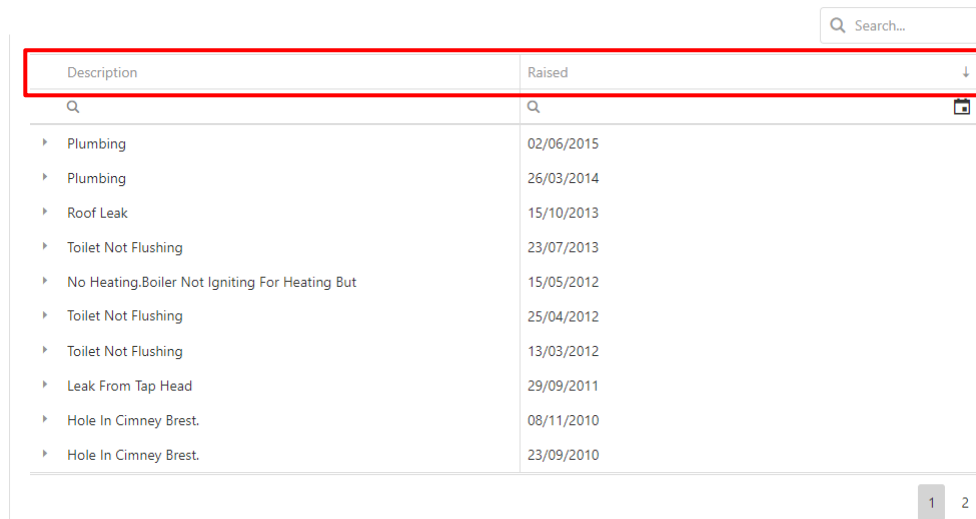 Search...
Description Raised
Plumbing 02/06/2015
Plumbing 26/03/2014
Roof Leak 15/10/2013
Toilet Not Flushing 23/07/2013
No Heating.Boiler Not Igniting For Heating But 15/05/2012
Toilet Not Flushing 25/04/2012
Toilet Not Flushing 13/03/2012
Leak From Tap Head 29/09/2011
Hole In Cimney Brest. 08/11/2010
Hole In Cimney Brest. 23/09/2010
1 2